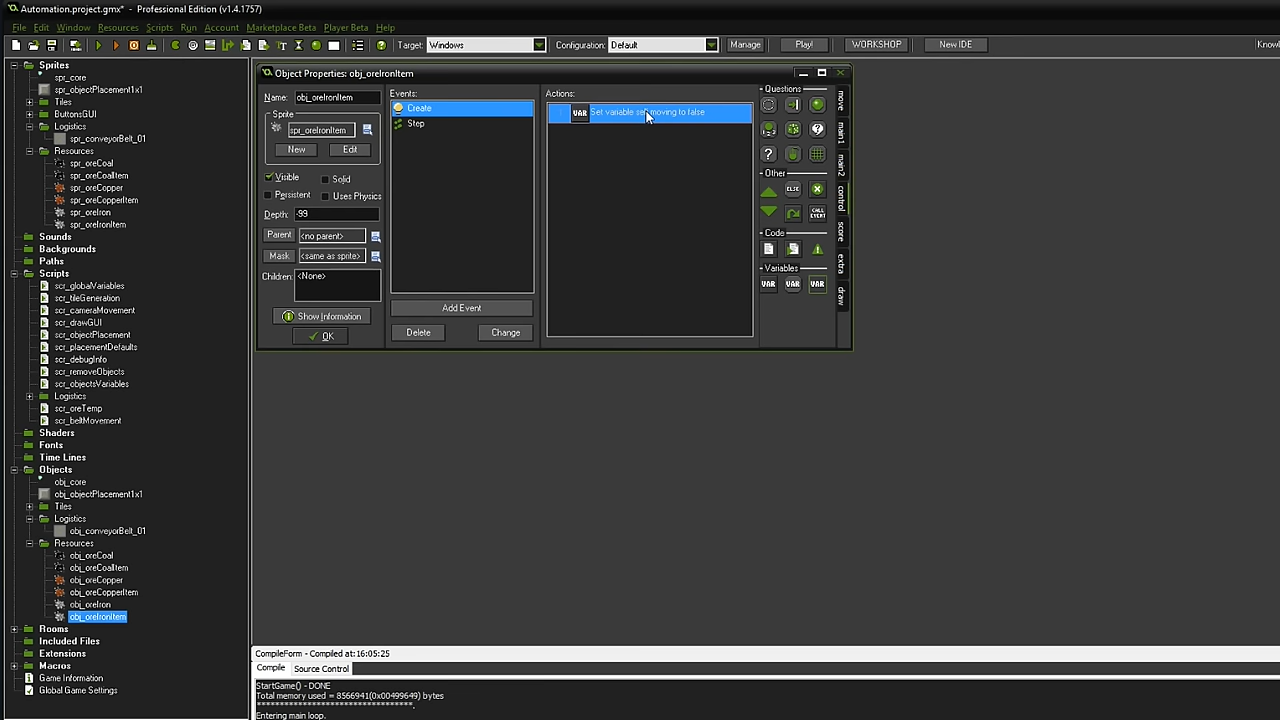 Automation.project.gmx* - Professional Edition (v1.4.1757)
File Edit Window Resources Scripts Run Account Marketplace Beta Player Beta Help
Target: Windows Configuration: Default Manage Play! WORKSHOP New IDE Knowl
Sprites
spr_core
spr_objectPlacement1x1
Tiles
ButtonsGUI
Logistics
spr_conveyorBelt_01
Resources
spr_oreCoal
spr_oreCoalItem
spr_oreCopper
spr_oreCopperItem
spr_oreIron
spr_oreIronItem
Sounds
Backgrounds
Paths
Scripts
scr_globalVariables
scr_tileGeneration
scr_cameraMovement
scr_drawGUI
scr_objectPlacement
scr_placementDefaults
scr_debugInfo
scr_removeObjects
scr_objectsVariables
Logistics
scr_oreTemp
scr_beltMovement
Shaders
Fonts
Time Lines
Objects
obj_core
obj_objectPlacement1x1
Tiles
Logistics
obj_conveyorBelt_01
Resources
obj_oreCoal
obj_oreCoalItem
obj_oreCopper
obj_oreCopperItem
obj_oreIron
obj_oreIronItem
Rooms
Included Files
Extensions
Macros
Game Information
Global Game Settings
Object Properties: obj_oreIronItem
Name: obj_oreIronItem
Sprite
spr_oreIronItem
New Edit
Visible Solid
Persistent Uses Physics
Depth: -99
Parent <no parent>
Mask <same as sprite>
Children: <None>
Show Information
OK
Events:
Create
Step
Add Event
Delete Change
Actions:
VAR Set variable self.moving to false
Questions
Other
ELSE
CALL EVENT
Code
Variables
VAR VAR VAR
move
main1
main2
control
score
extra
draw
CompileForm - Compiled at: 16:05:25
Compile Source Control
StartGame() - DONE
Total memory used = 8566941(0x00499649) bytes
Entering main loop.